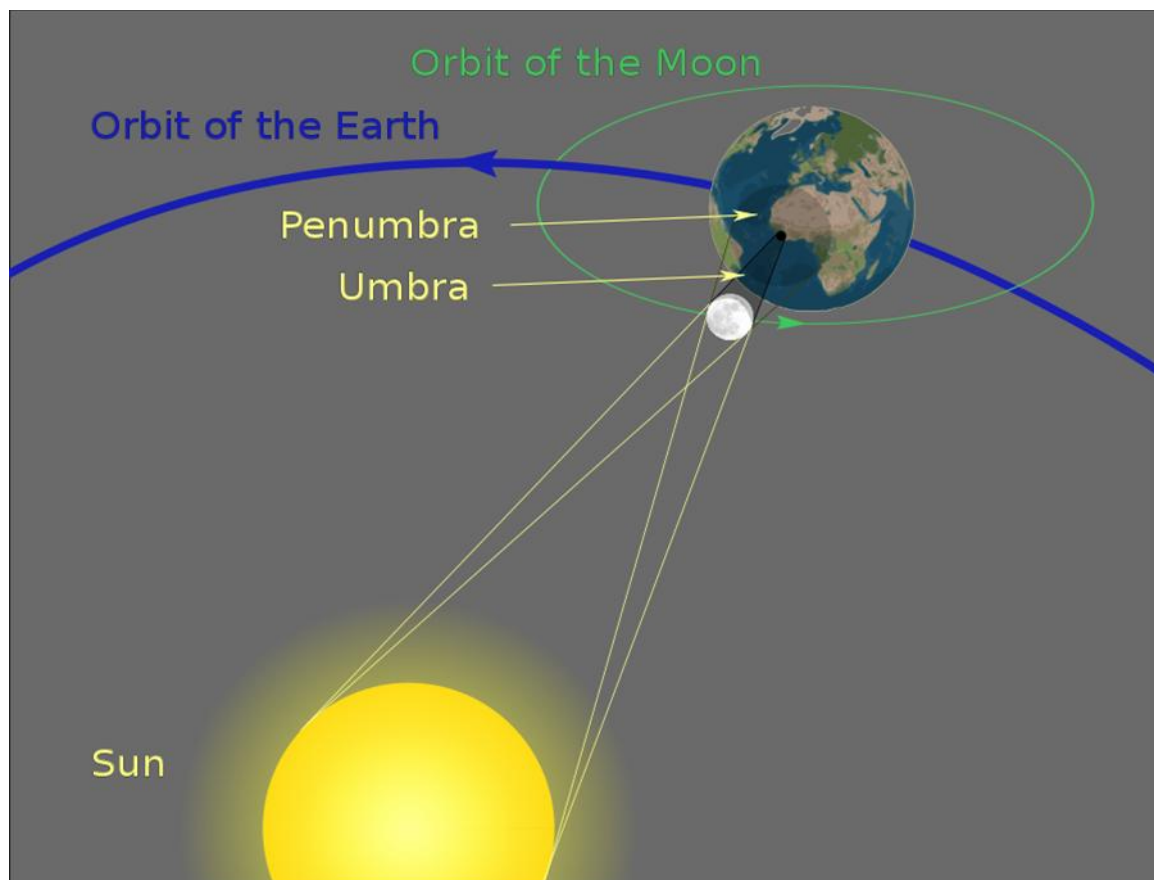 Orbit of the Moon
Orbit of the Earth
Penumbra
Umbra
Sun